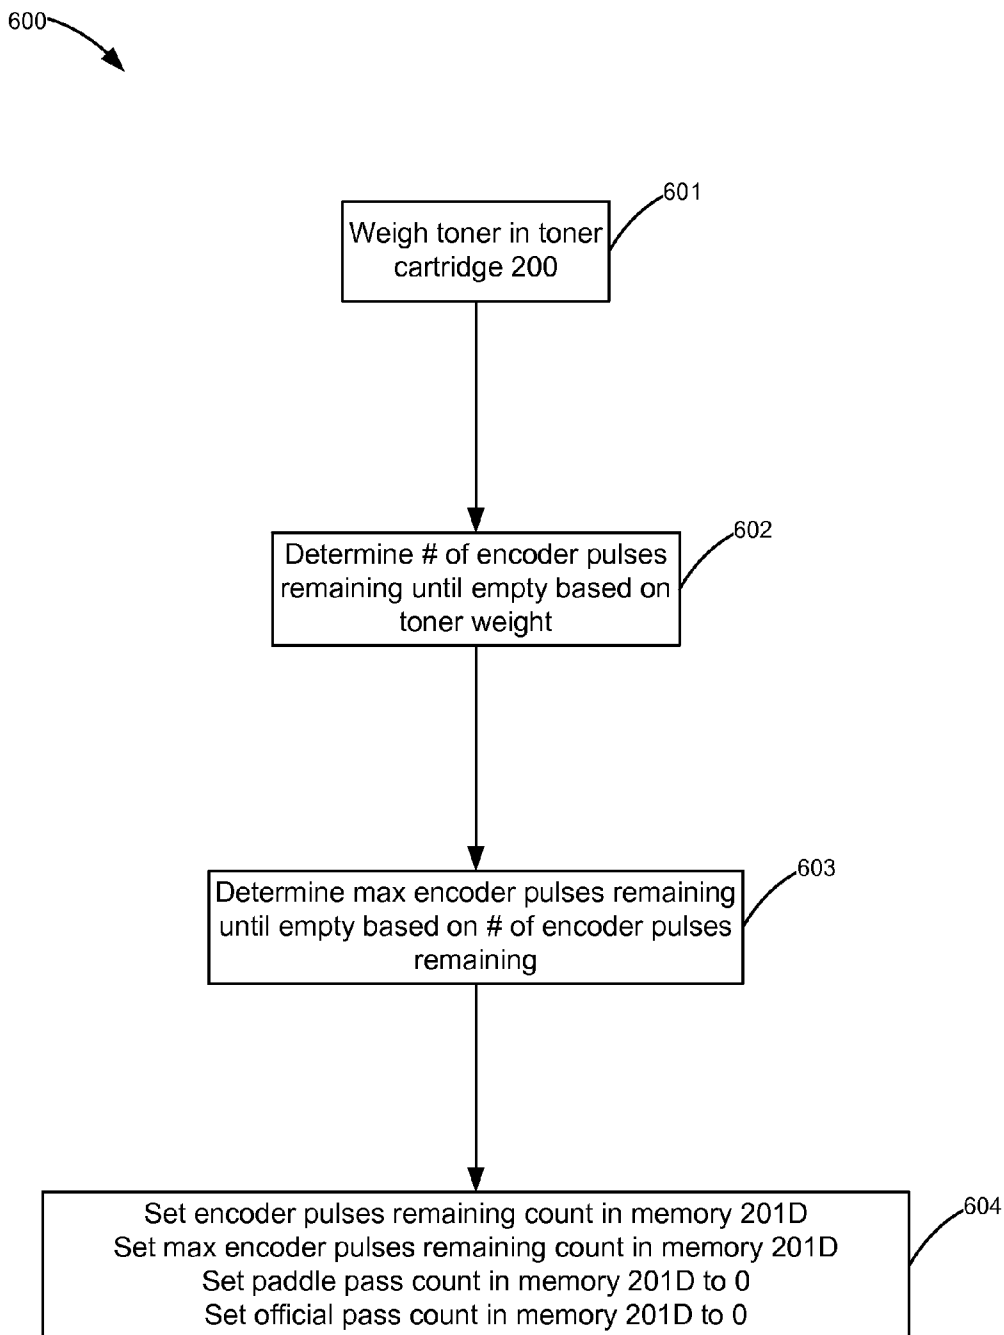 600
601
Weigh toner in toner
cartridge 200
602
Determine # of encoder pulses
remaining until empty based on
toner weight
603
Determine max encoder pulses remaining
until empty based on # of encoder pulses
remaining
604
Set encoder pulses remaining count in memory 201D
Set max encoder pulses remaining count in memory 201D
Set paddle pass count in memory 201D to 0
Set official pass count in memory 201D to 0